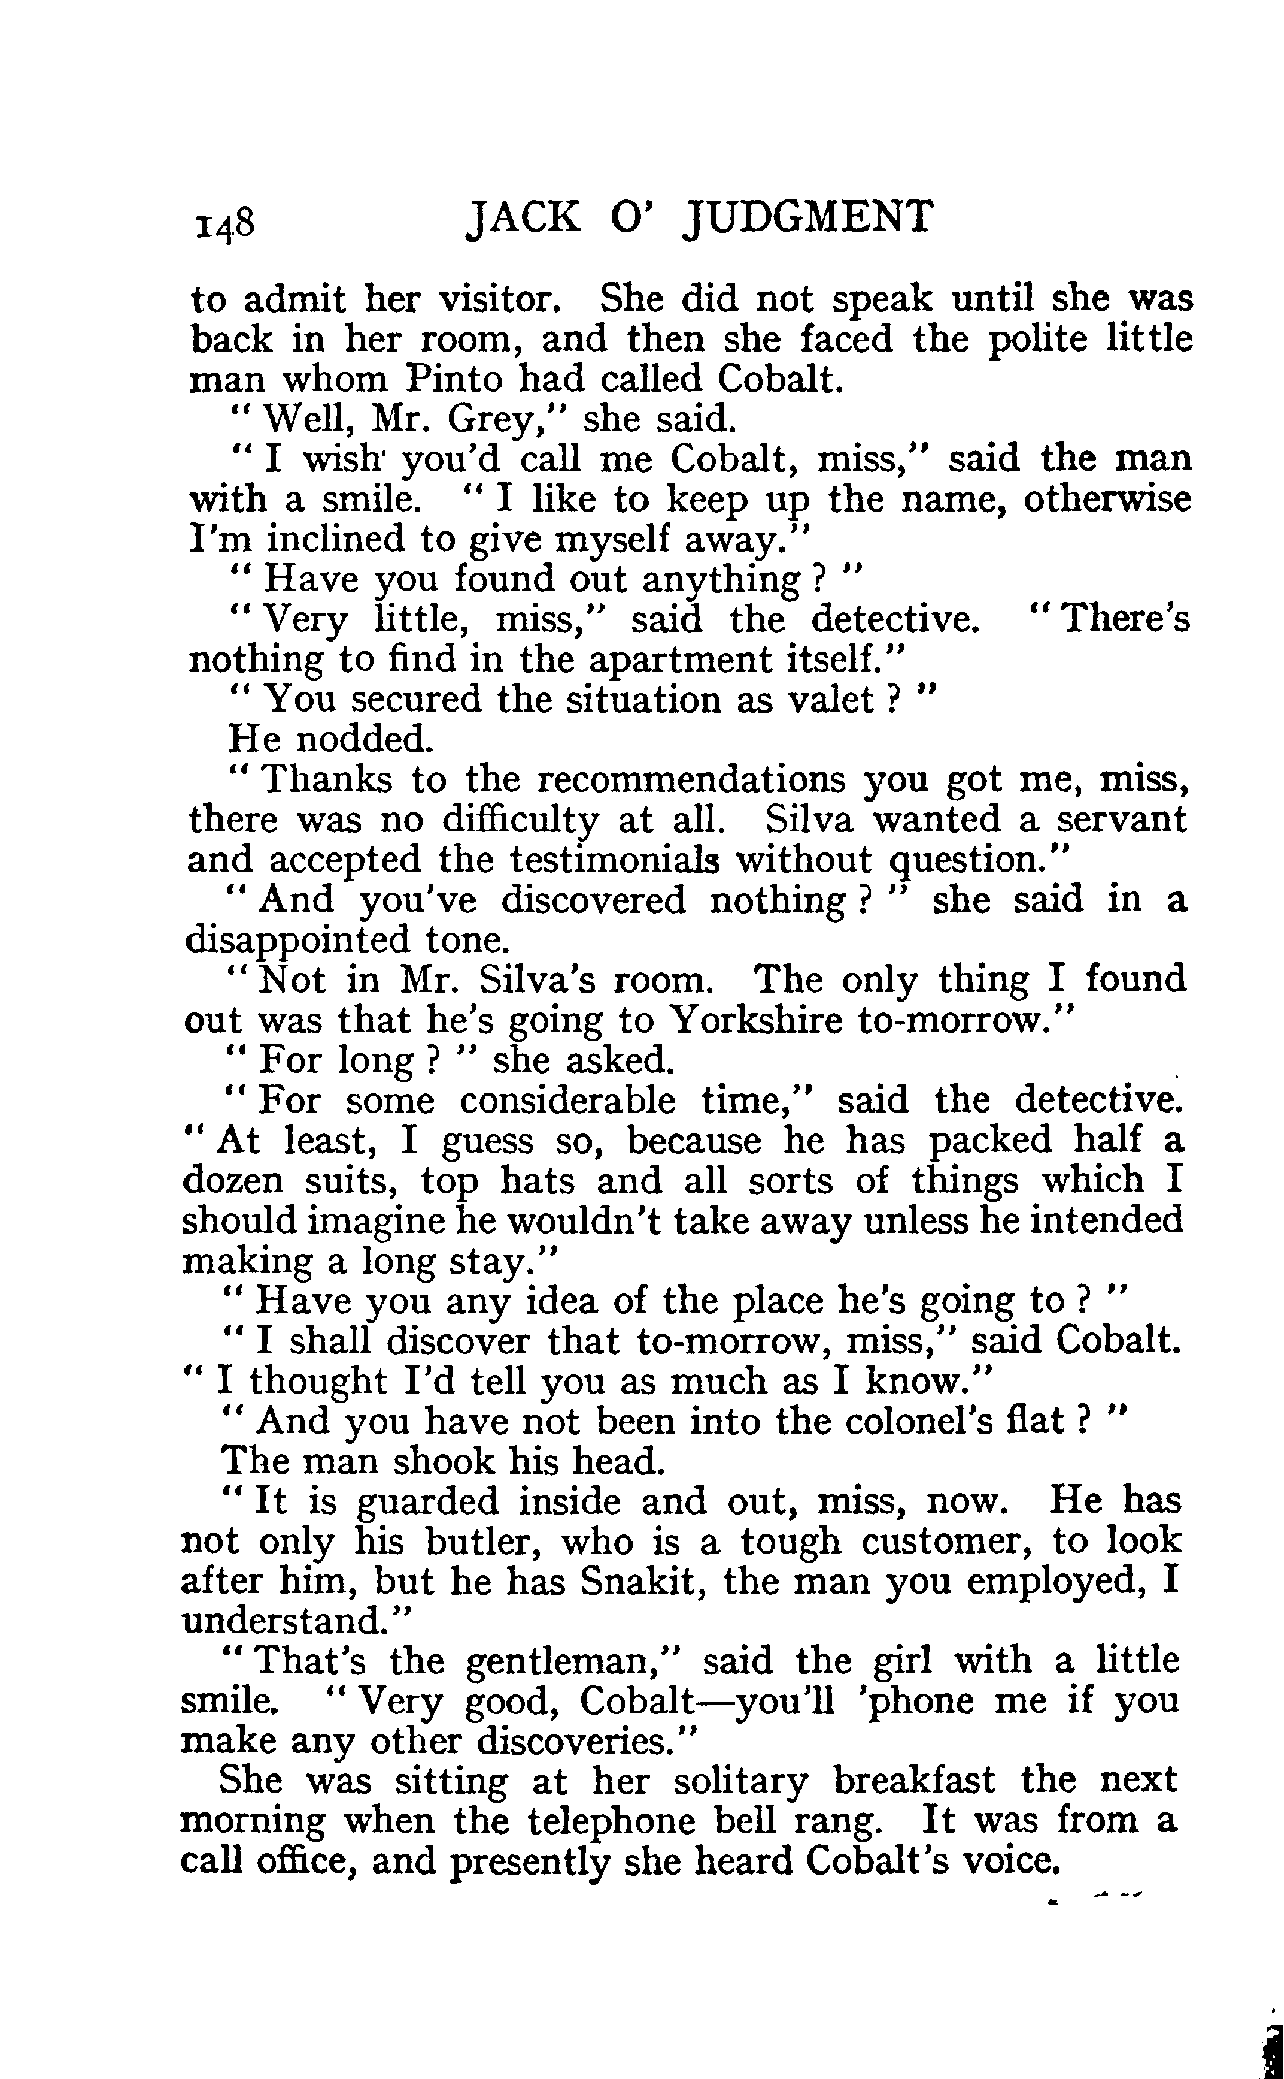 148 JACK O' JUDGMENT
to admit her visitor. She did not speak until she was
back in her room, and then she faced the polite little
man whom Pinto had called Cobalt.
" Well, Mr. Grey," she said.
" I wish you'd call me Cobalt, miss," said the man
with a smile. " I like to keep up the name, otherwise
I'm inclined to give myself away."
" Have you found out anything ? "
" Very little, miss," said the detective. " There's
nothing to find in the apartment itself."
" You secured the situation as valet ? "
He nodded.
" Thanks to the recommendations you got me, miss,
there was no difficulty at all. Silva wanted a servant
and accepted the testimonials without question."
" And you've discovered nothing ? " she said in a
disappointed tone.
" Not in Mr. Silva's room. The only thing I found
out was that he's going to Yorkshire to-morrow."
" For long ? " she asked.
" For some considerable time," said the detective.
" At least, I guess so, because he has packed half a
dozen suits, top hats and all sorts of things which I
should imagine he wouldn't take away unless he intended
making a long stay."
" Have you any idea of the place he's going to ? "
" I shall discover that to-morrow, miss," said Cobalt.
" I thought I'd tell you as much as I know."
" And you have not been into the colonel's flat ? "
The man shook his head.
" It is guarded inside and out, miss, now. He has
not only his butler, who is a tough customer, to look
after him, but he has Snakit, the man you employed, I
understand."
" That's the gentleman," said the girl with a little
smile. " Very good, Cobalt—you'll 'phone me if you
make any other discoveries."
She was sitting at her solitary breakfast the next
morning when the telephone bell rang. It was from a
call office, and presently she heard Cobalt's voice.